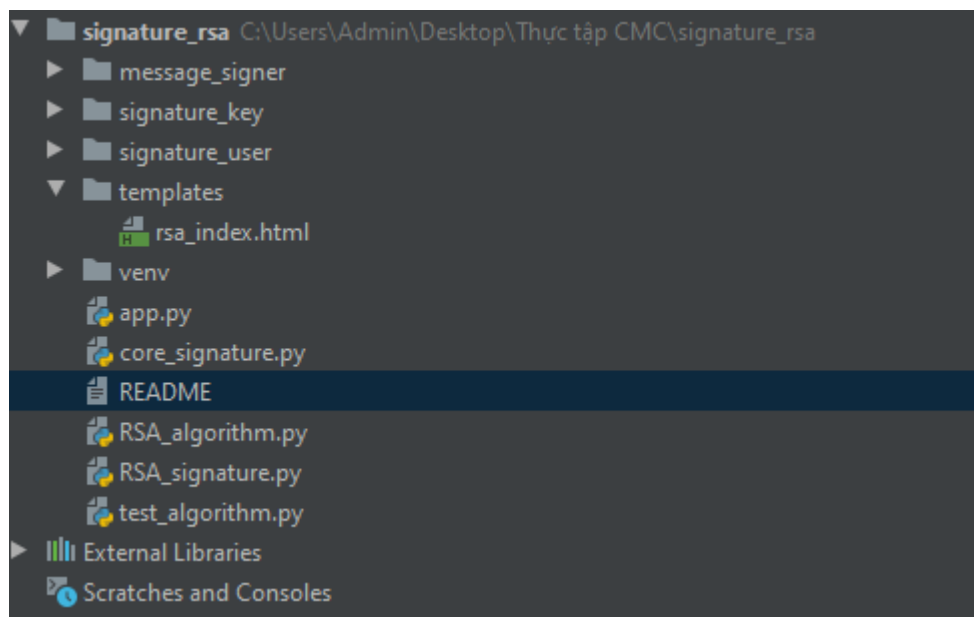 signature_rsa C:\Users\Admin\Desktop\Thực tập CMC\signature_rsa
message_signer
signature_key
signature_user
templates
rsa_index.html
venv
app.py
core_signature.py
README
RSA_algorithm.py
RSA_signature.py
test_algorithm.py
External Libraries
Scratches and Consoles